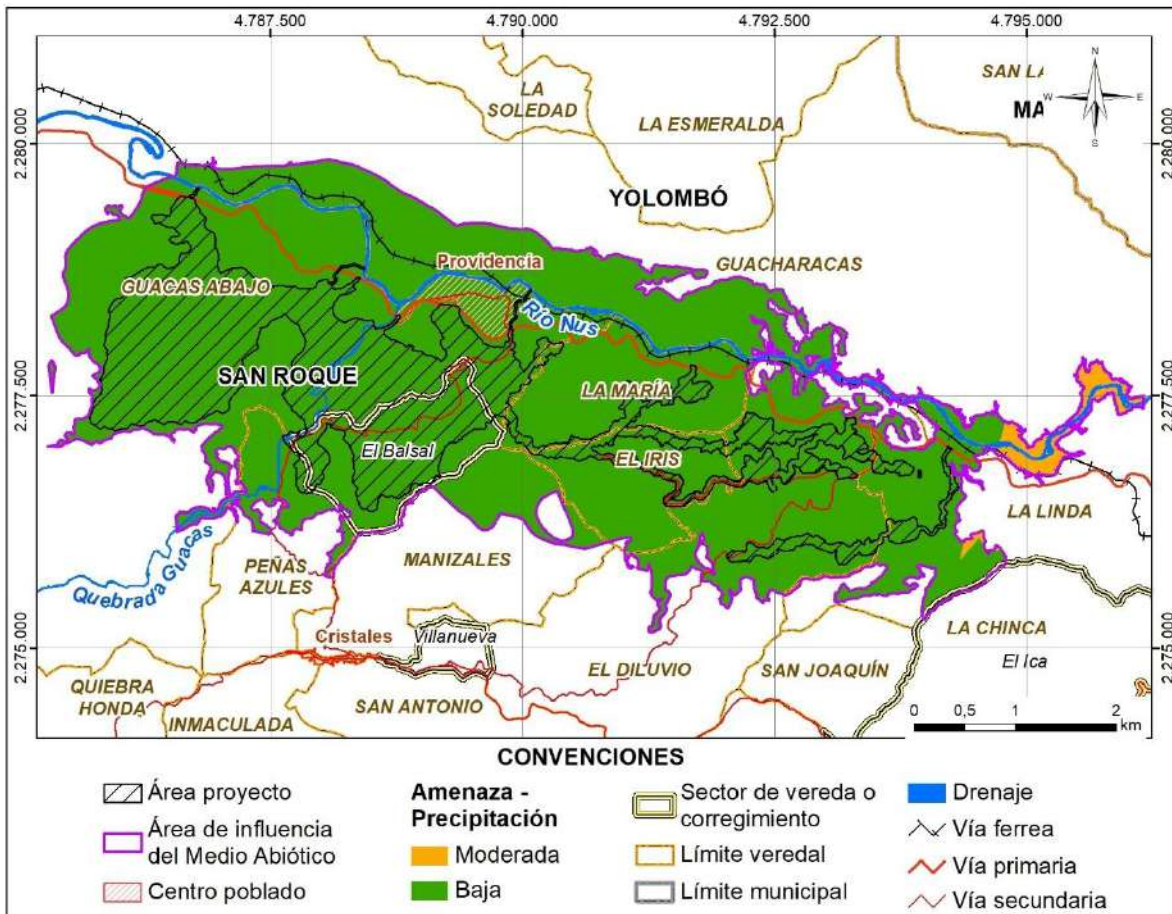 4.787.500
4.790.000
4.792.500
4.795.000
N
W
E
S
2.280.000
2.280.000
2.277.500
2.277.500
2.275.000
2.275.000
LA
SOLEDAD
LA ESMERALDA
SAN LA
MA
YOLOMBÓ
GUACHARACAS
Providencia
GUACAS ABAJO
Río Nus
SAN ROQUE
LA MARÍA
El Balsal
EL IRIS
LA LINDA
Quebrada Guacas
PEÑAS
AZULES
MANIZALES
Cristales
Villanueva
LA CHINCA
El Ica
EL DILUVIO
SAN JOAQUÍN
QUIEBRA
HONDA
INMACULADA
SAN ANTONIO
0 0,5 1 2
km
CONVENCIONES
Área proyecto
Área de influencia
del Medio Abiótico
Centro poblado
Amenaza -
Precipitación
Moderada
Baja
Sector de vereda o
corregimiento
Límite veredal
Límite municipal
Drenaje
Vía ferrea
Vía primaria
Vía secundaria